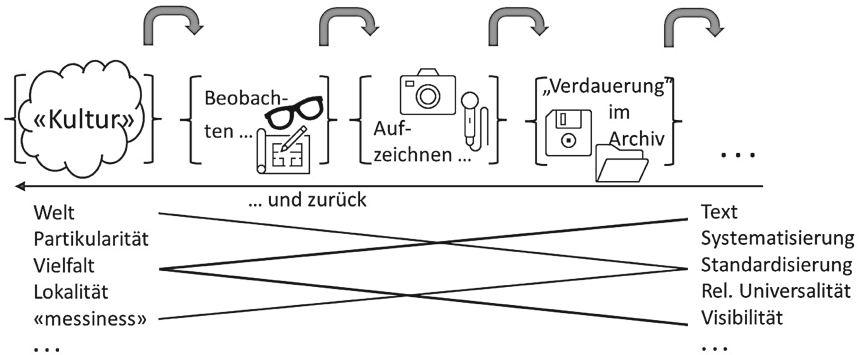 «Kultur»
Beobach-
ten ...
Auf-
zeichnen ...
„Verdauerung"
im
Archiv
...
... und zurück
Welt
Partikularität
Vielfalt
Lokalität
«messiness»
...
Text
Systematisierung
Standardisierung
Rel. Universalität
Visibilität
...